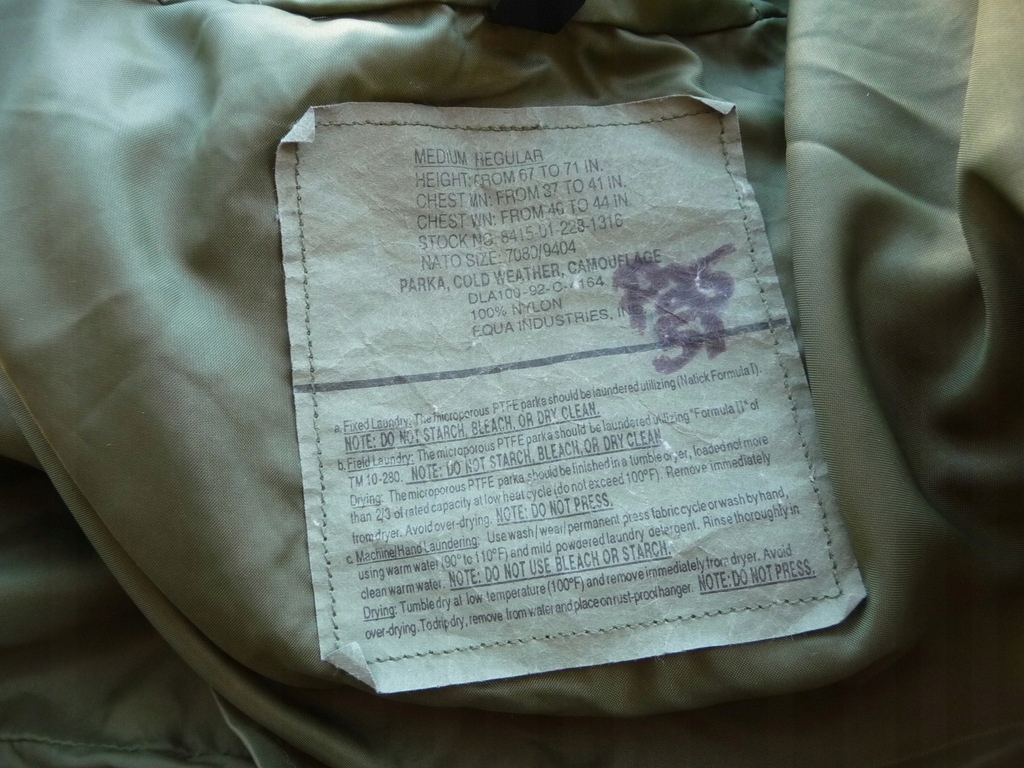 MEDIUM REGULAR
HEIGHT: FROM 67 TO 71 IN.
CHEST MN: FROM 37 TO 41 IN.
CHEST WN: FROM 46 TO 44 IN.
STOCK NO. 8415-01-228-1316
NATO SIZE: 7080/9404
PARKA, COLD WEATHER, CAMOUFLAGE
DLA100-92-C-4164
100% NYLON
EQUA INDUSTRIES,
a. Fixed Laundry: The microporous PTFE parka should be laundered utilizing (Natick Formula I).
NOTE: DO NOT STARCH, BLEACH, OR DRY CLEAN.
b. Field Laundry: The microporous PTFE parka should be laundered utilizing "Formula II" of
TM 10-280. NOTE: DO NOT STARCH, BLEACH, OR DRY CLEAN
Drying: The microporous PTFE parka should be finished in a tumble dryer, loaded not more
than 2/3 of rated capacity at low heat cycle (do not exceed 100°F). Remove immediately
from dryer. Avoid over-drying. NOTE: DO NOT PRESS.
c. Machine/Hand Laundering: Use wash/wear/permanent press fabric cycle or wash by hand,
using warm water (90° to 110°F) and mild powdered laundry detergent. Rinse thoroughly in
clean warm water. NOTE: DO NOT USE BLEACH OR STARCH.
Drying: Tumble dry at low temperature (100°F) and remove immediately from dryer. Avoid
over-drying. To drip dry, remove from water and place on rust-proof hanger. NOTE: DO NOT PRESS.